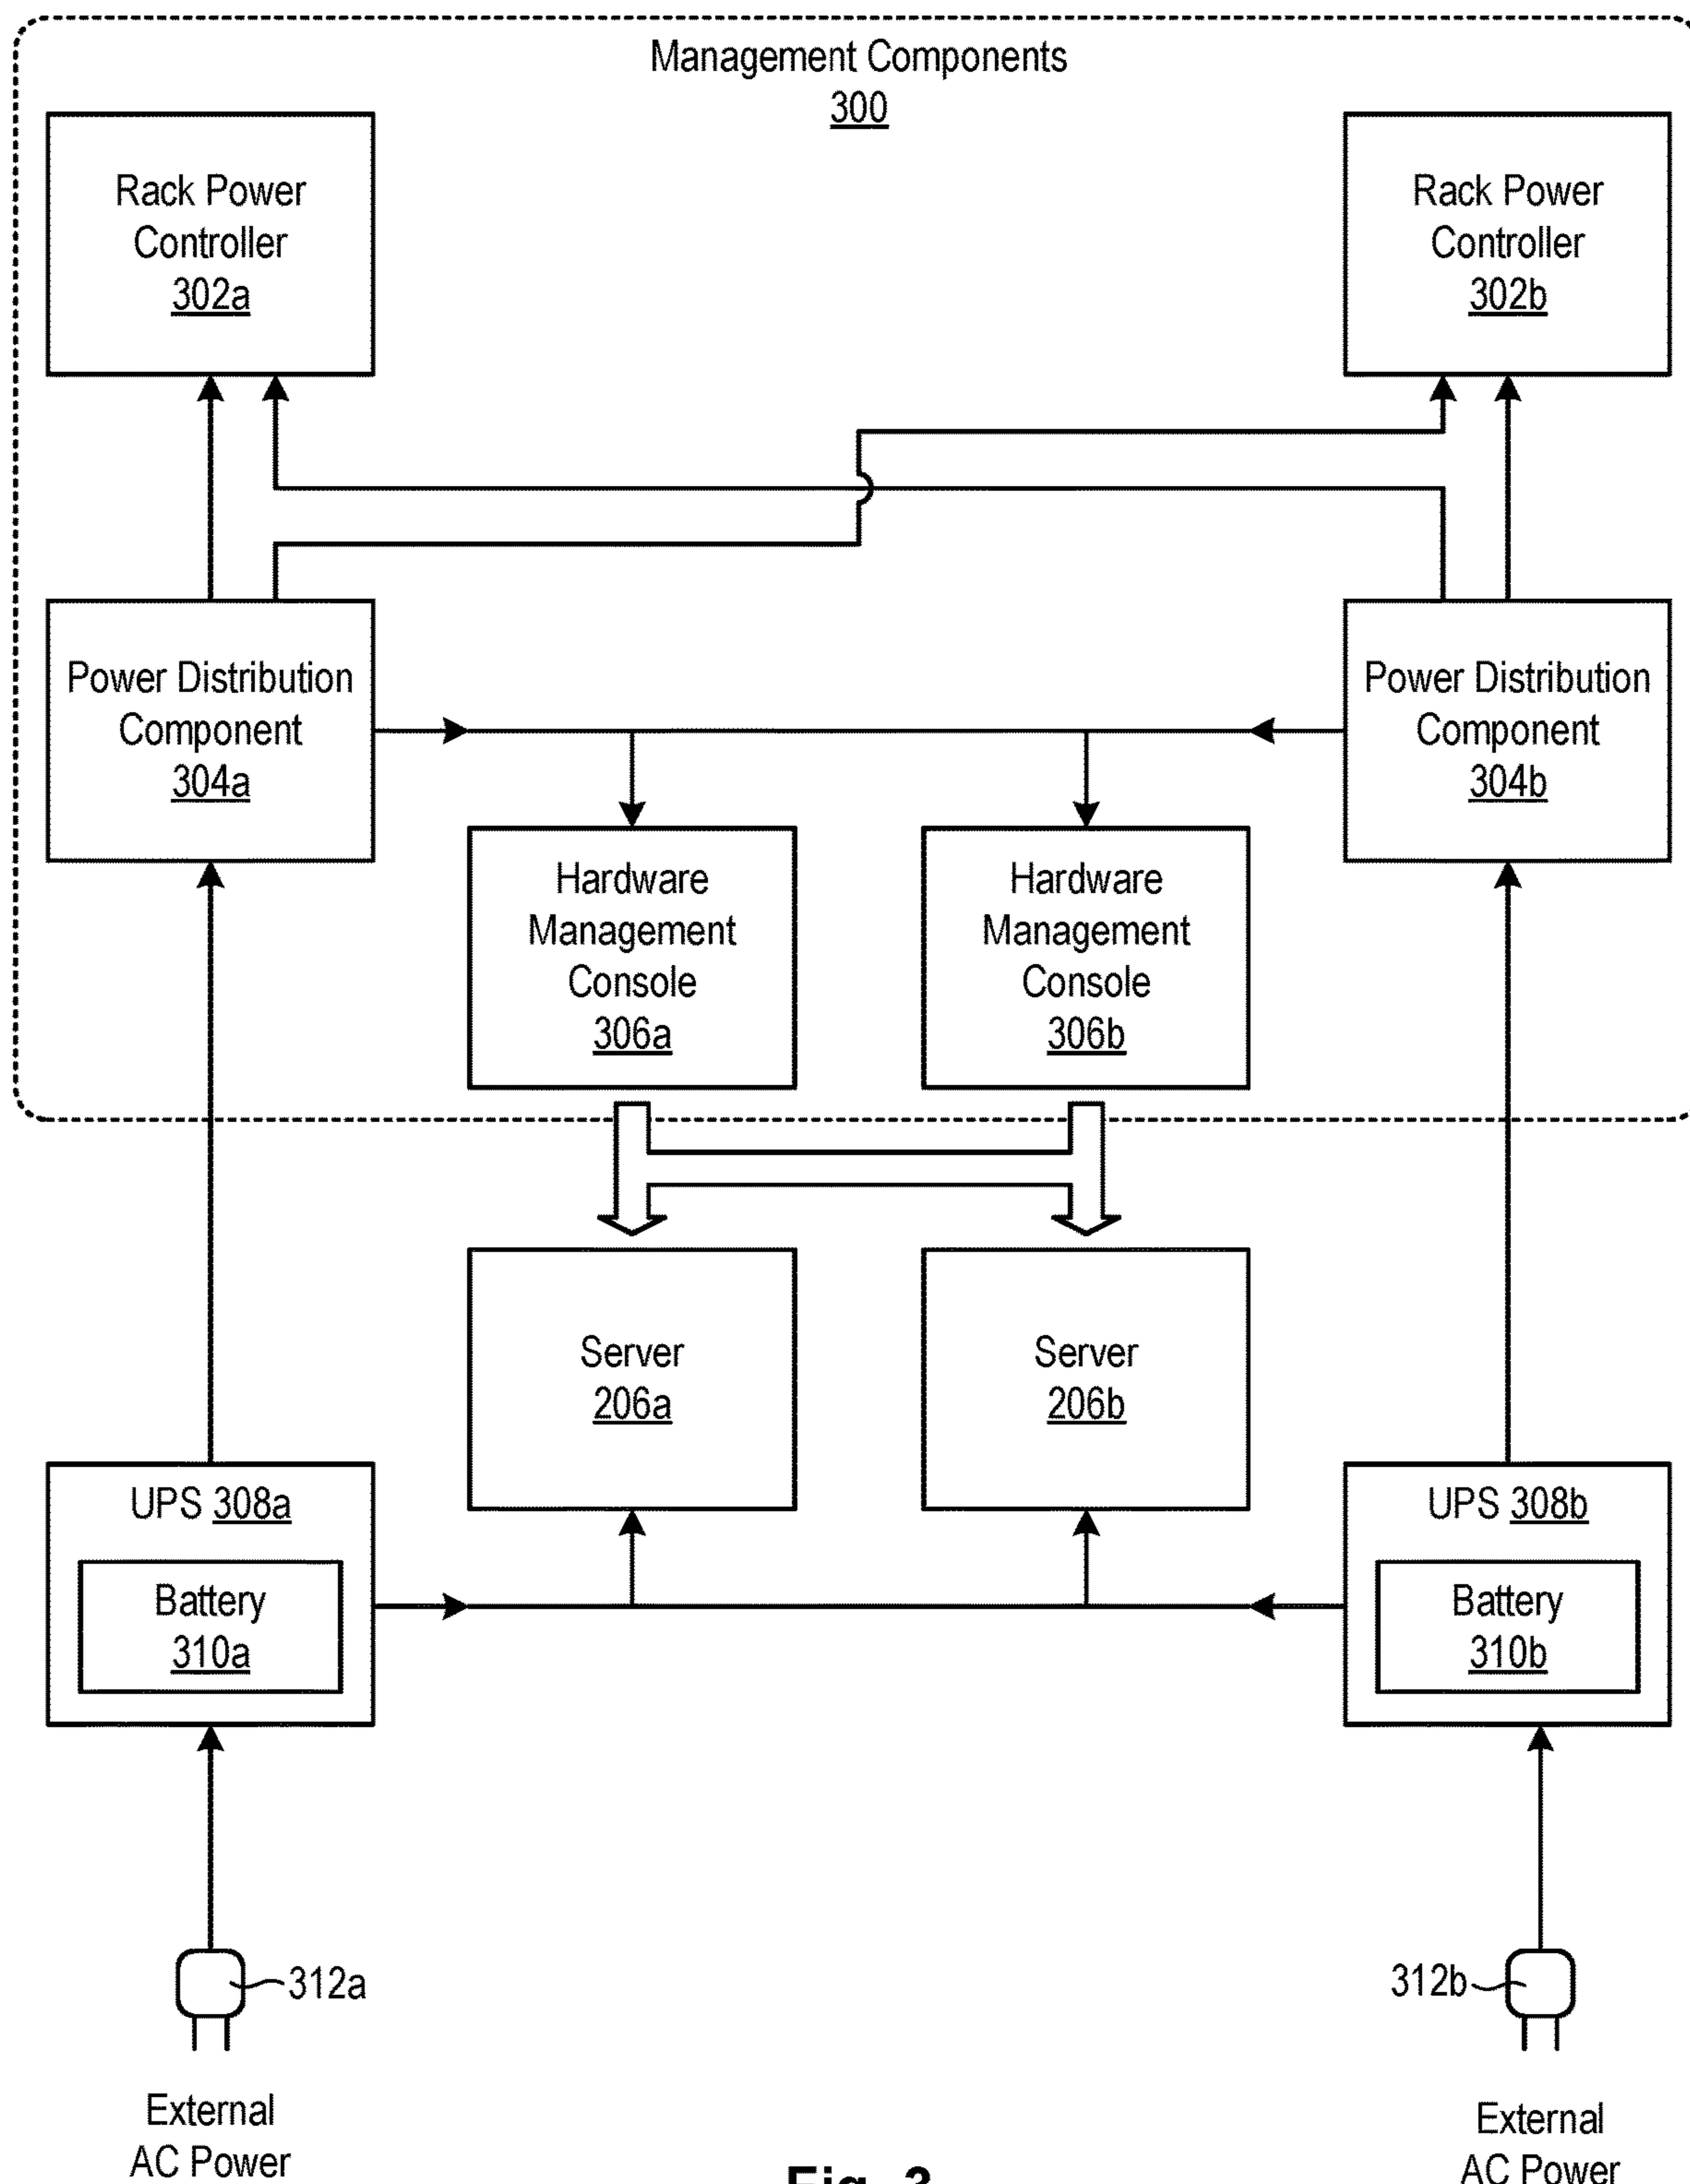 Management Components
300
Rack Power
Controller
302a
Rack Power
Controller
302b
Power Distribution
Component
304a
Power Distribution
Component
304b
Hardware
Management
Console
306a
Hardware
Management
Console
306b
Server
206a
Server
206b
UPS 308a
Battery
310a
UPS 308b
Battery
310b
312a
312b
External
AC Power
External
AC Power
Fig. 3